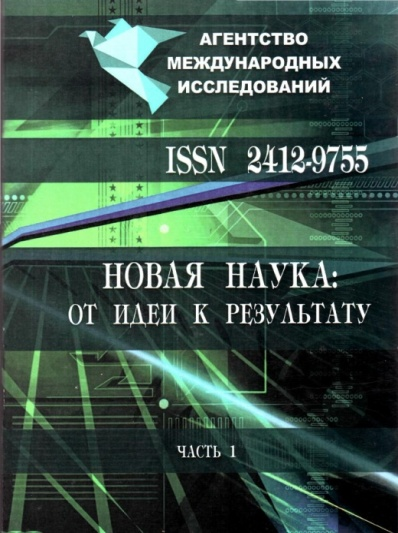 АГЕНТСТВО
МЕЖДУНАРОДНЫХ
ИССЛЕДОВАНИЙ
ISSN 2412-9755
НОВАЯ НАУКА:
ОТ ИДЕИ К РЕЗУЛЬТАТУ
ЧАСТЬ 1